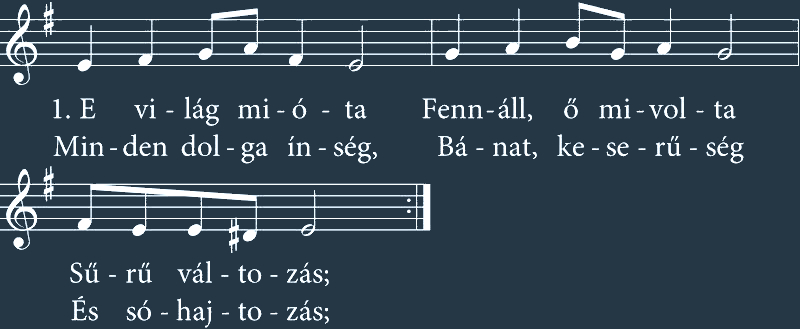 1. E vi - lág mi - ó - ta Fenn - áll, ő mi - vol - ta
Min - den dol - ga ín - ség, Bá - nat, ke - se - rű - ség
Sű - rű vál - to - zás;
És só - haj - to - zás;